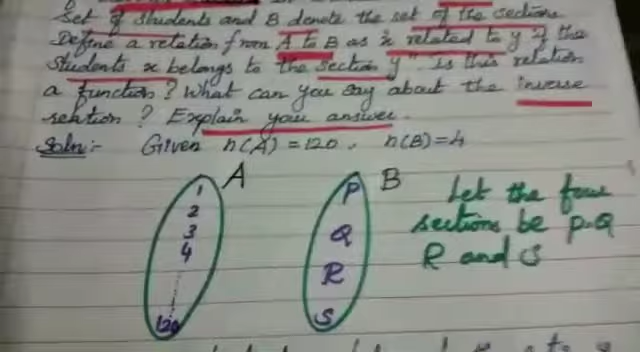 Set of students and B denote the set of the sections.
Define a relation from A to B as "x related to y if the
students x belongs to the section y". Is this relation
a function? What can you say about the inverse
relation? Explain your answer.
Soln:- Given n(A) = 120, n(B) = 4
A
B
1
2
3
4
120
P
Q
R
S
Let the four
sections be P, Q
R and S